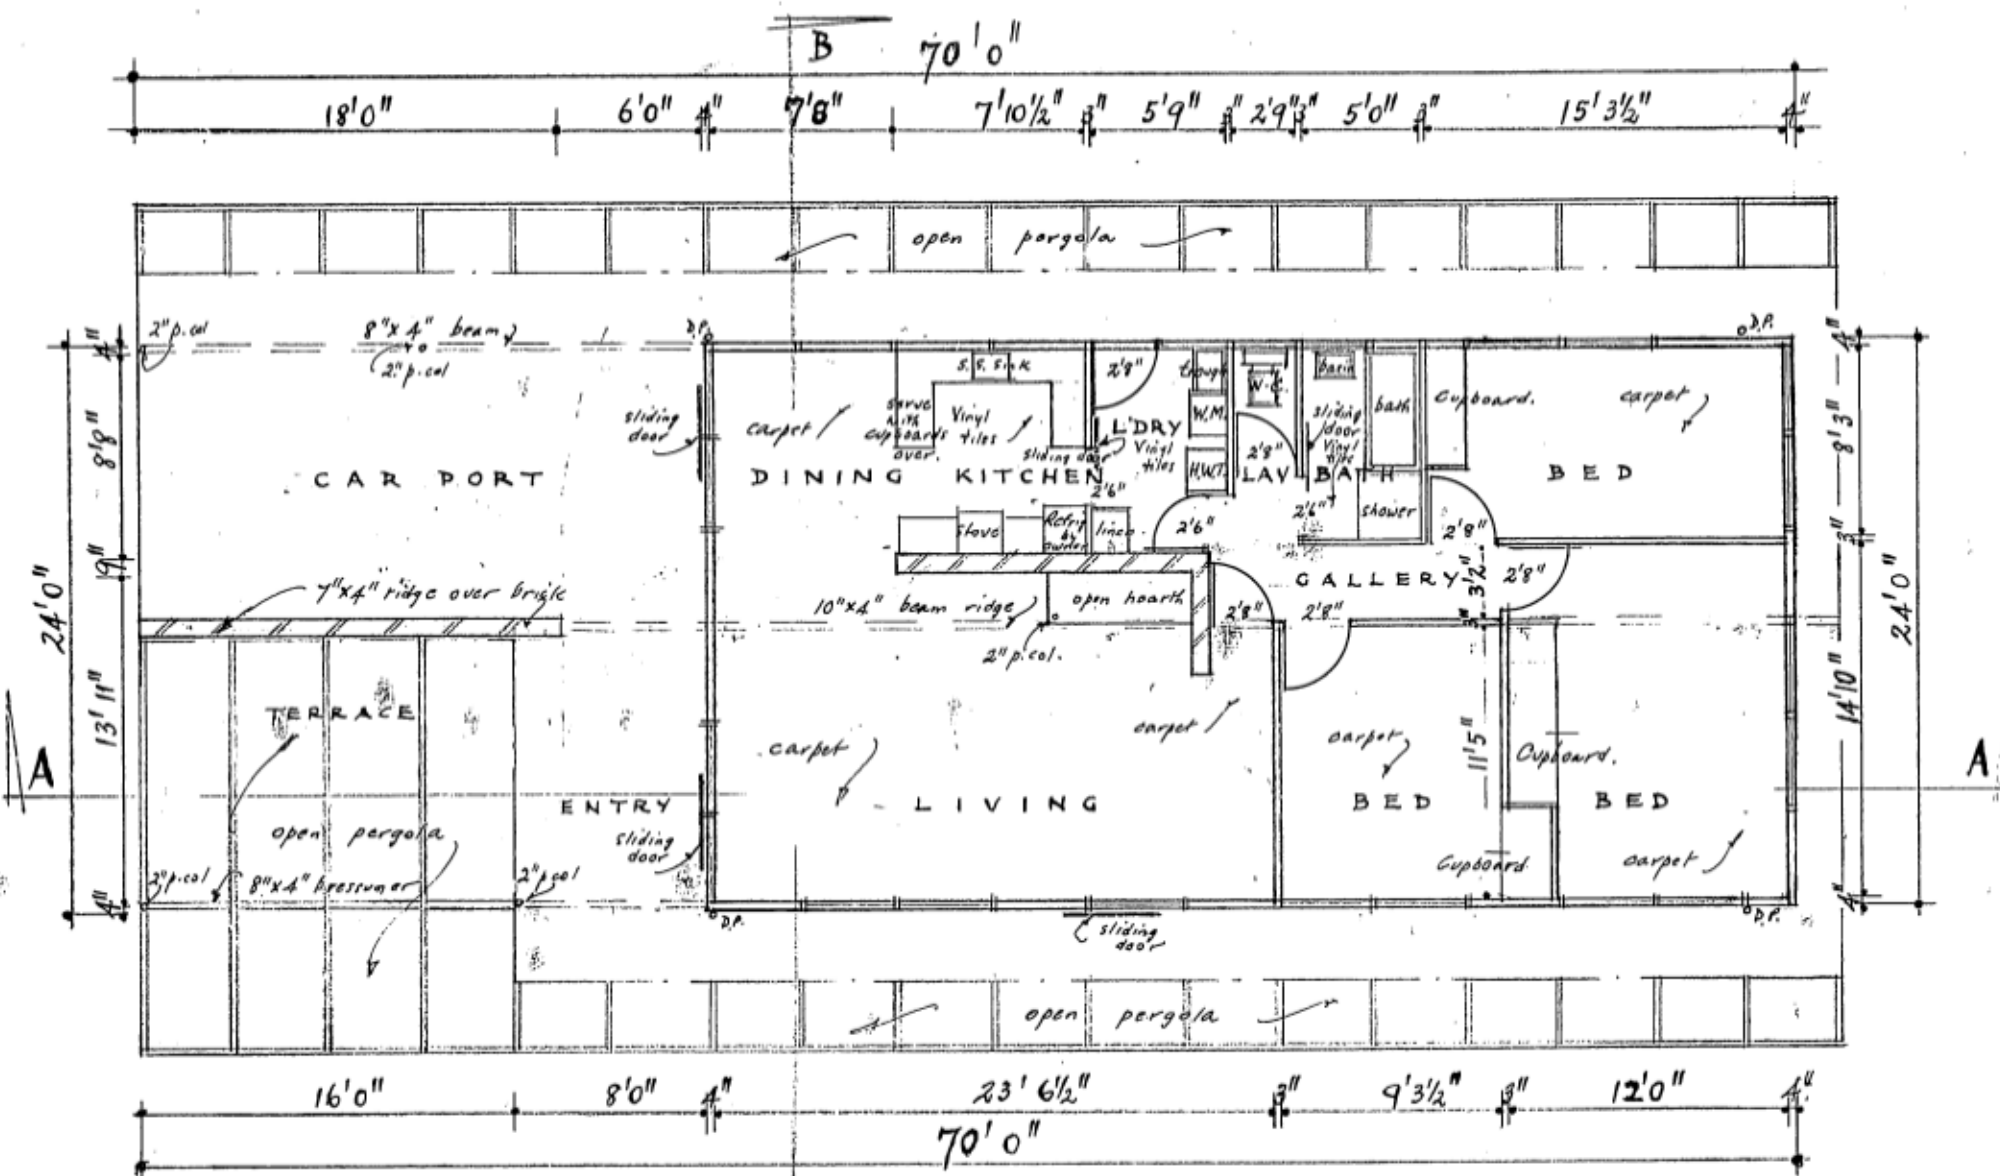 B
70'0"
18'0" 6'0" 4" 7'8" 7'10½" 3" 5'9" 3" 2'9" 3" 5'0" 3" 15'3½" 4"
open pergola
2" p.col
8"x4" beam
2" p.col
D.P.
D.P.
4"
8'8"
9"
13'11"
4"
24'0"
sliding
door
carpet
S.S. Sink
Vinyl
tiles
with
cupboards
over.
sliding door
2'8"
L'DRY
Vinyl
tiles
trough
W.M.
H.W.T.
W.C.
2'8"
basin
sliding
door
Vinyl
tile
bath
Cupboard.
carpet
CAR PORT
DINING KITCHEN
LAV BATH
BED
2'6"
2'6"
2'6"
shower
2'8"
stove
Refrig
by
owner
linen
GALLERY
3'2"
2'8"
7"x4" ridge over brick
10"x4" beam ridge
open hearth
2'8"
2'8"
3"
2" p.col.
4"
8'3"
3"
14'10"
4"
24'0"
TERRACE
carpet
carpet
carpet
11'5"
Cupboard.
A
A
ENTRY
LIVING
BED
BED
open pergola
sliding
door
Cupboard
carpet
2" p.col
8"x4" bressumer
2" p.col
D.P.
sliding
door
D.P.
open pergola
16'0" 8'0" 4" 23'6½" 3" 9'3½" 3" 12'0" 4"
70'0"